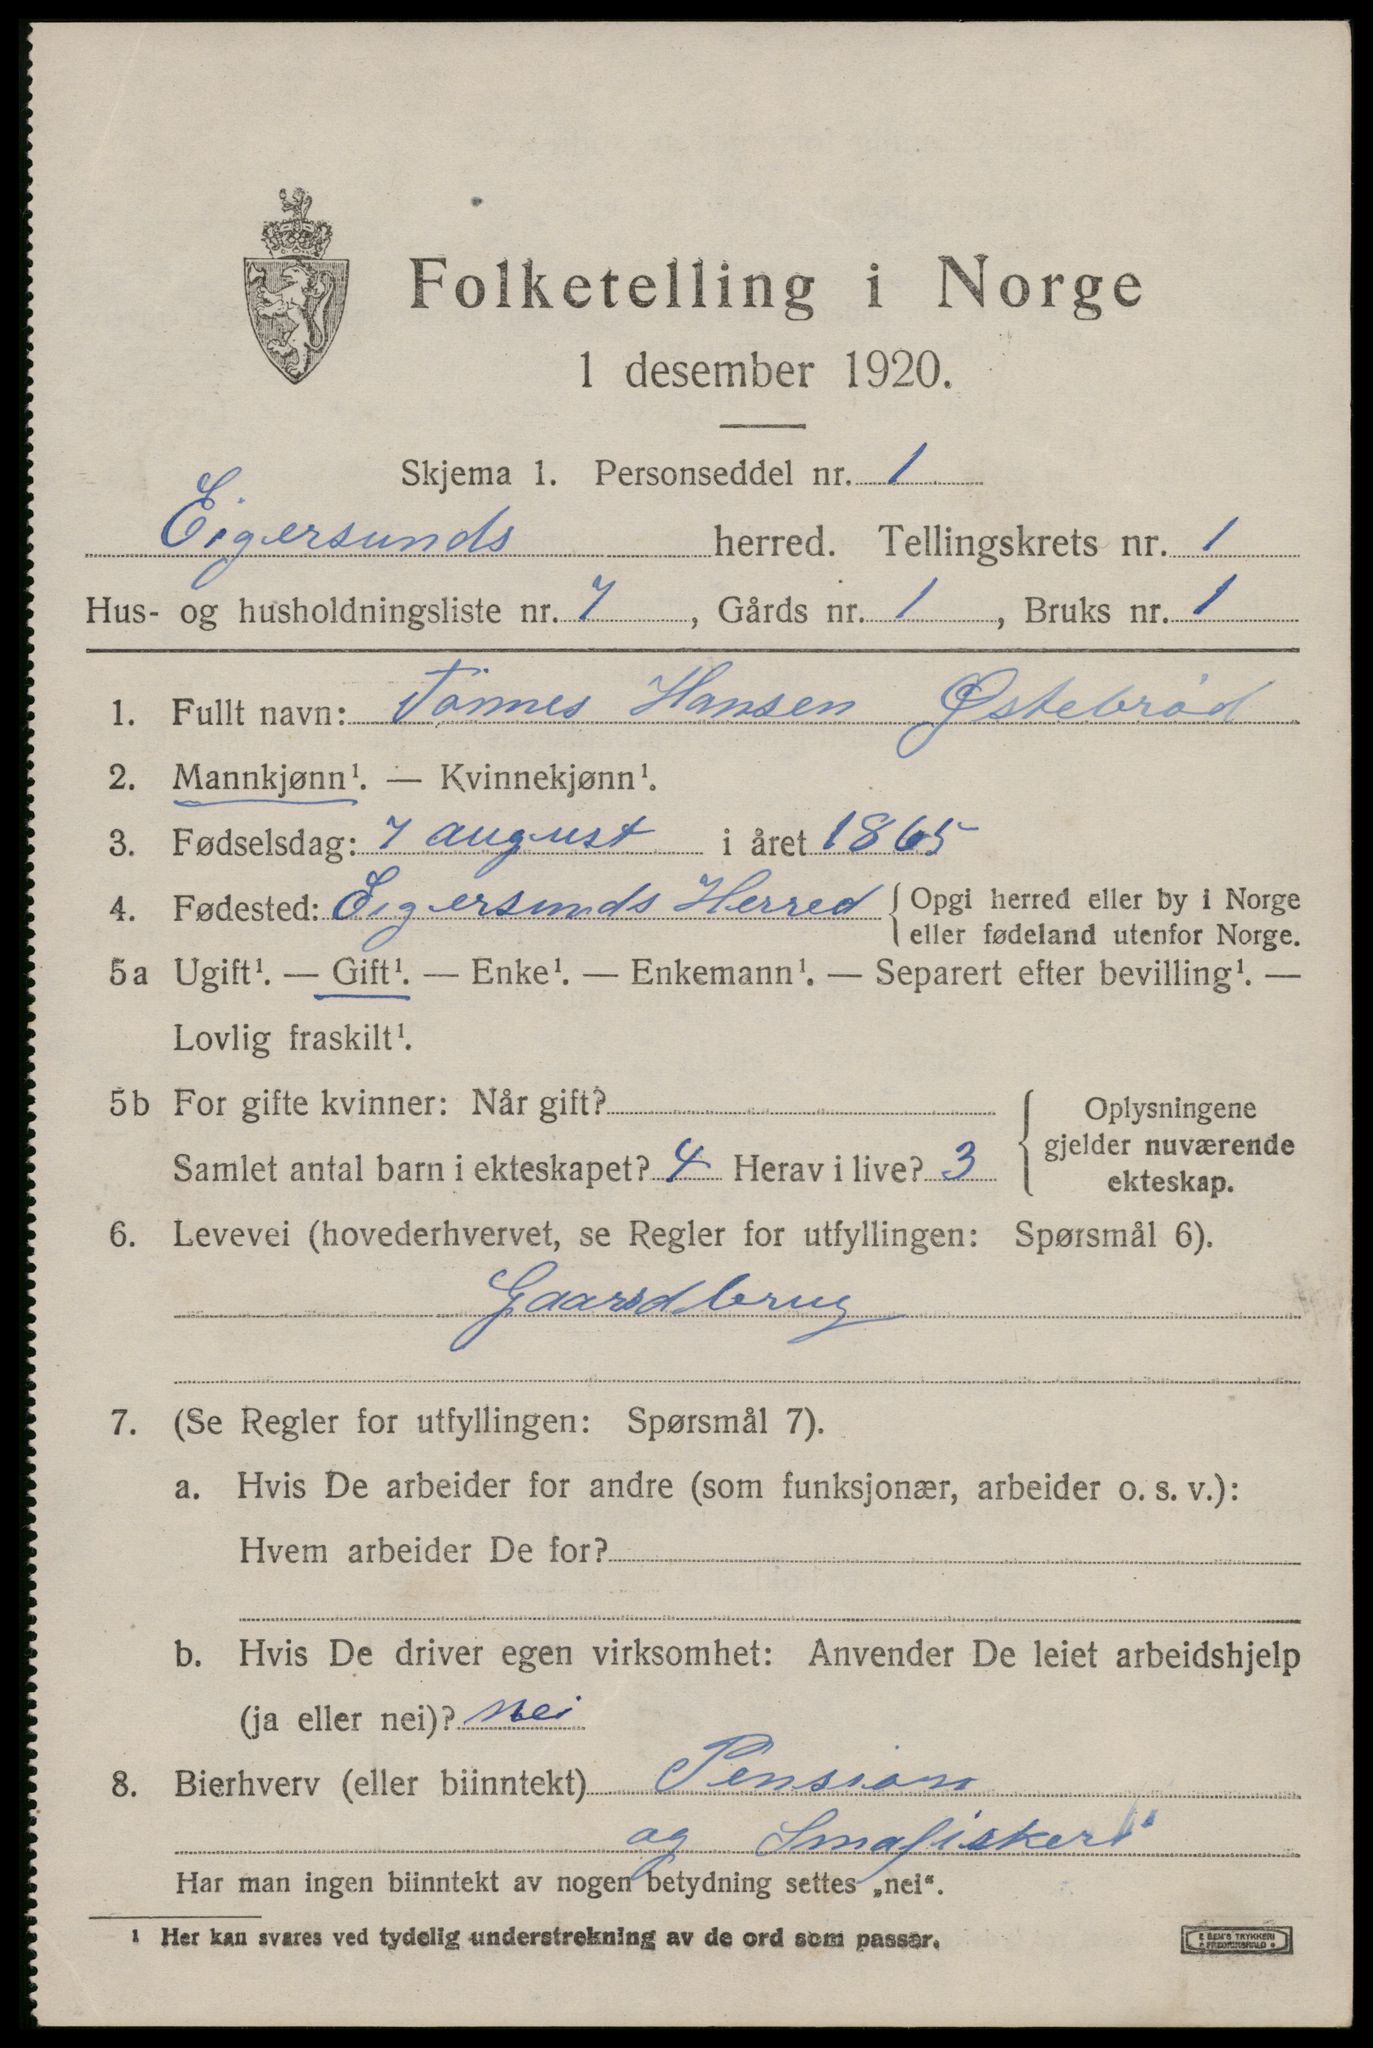 Folketelling i Norge
1 desember 1920.
Skjema 1. Personseddel nr. 1
Eigersunds herred. Tellingskrets nr. 1
Hus- og husholdningsliste nr. 7, Gårds nr. 1, Bruks nr. 1
1. Fullt navn: Tönnes Hansen Østebröd
2. Mannkjønn¹. — Kvinnekjønn¹.
3. Fødselsdag: 7 august i året 1865
4. Fødested: Eigersunds Herred { Opgi herred eller by i Norge
eller fødeland utenfor Norge.
5a Ugift¹. — Gift¹. — Enke¹. — Enkemann¹. — Separert efter bevilling¹. —
Lovlig fraskilt¹.
5b For gifte kvinner: Når gift?
Samlet antal barn i ekteskapet? 4 Herav i live? 3
Oplysningene
gjelder nuværende
ekteskap.
6. Levevei (hovederhvervet, se Regler for utfyllingen: Spørsmål 6).
Gaardbrug
7. (Se Regler for utfyllingen: Spørsmål 7).
a. Hvis De arbeider for andre (som funksjonær, arbeider o. s. v.):
Hvem arbeider De for?
b. Hvis De driver egen virksomhet: Anvender De leiet arbeidshjelp
(ja eller nei)? nei
8. Bierhverv (eller biinntekt) Pension
og Smafiskeri
Har man ingen biinntekt av nogen betydning settes „nei“.
1 Her kan svares ved tydelig understrekning av de ord som passer.
E SEM'S TRYKKERI
FREDRIKSHALD